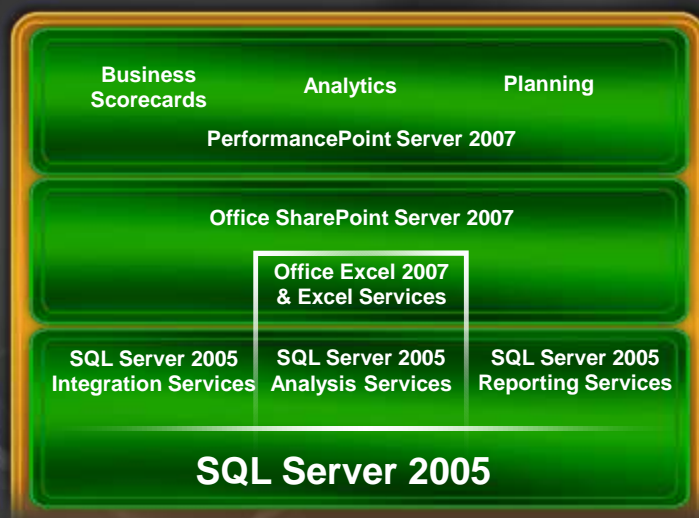 Business
Scorecards
Analytics
Planning
PerformancePoint Server 2007
Office SharePoint Server 2007
Office Excel 2007
& Excel Services
SQL Server 2005
Integration Services
SQL Server 2005
Analysis Services
SQL Server 2005
Reporting Services
SQL Server 2005